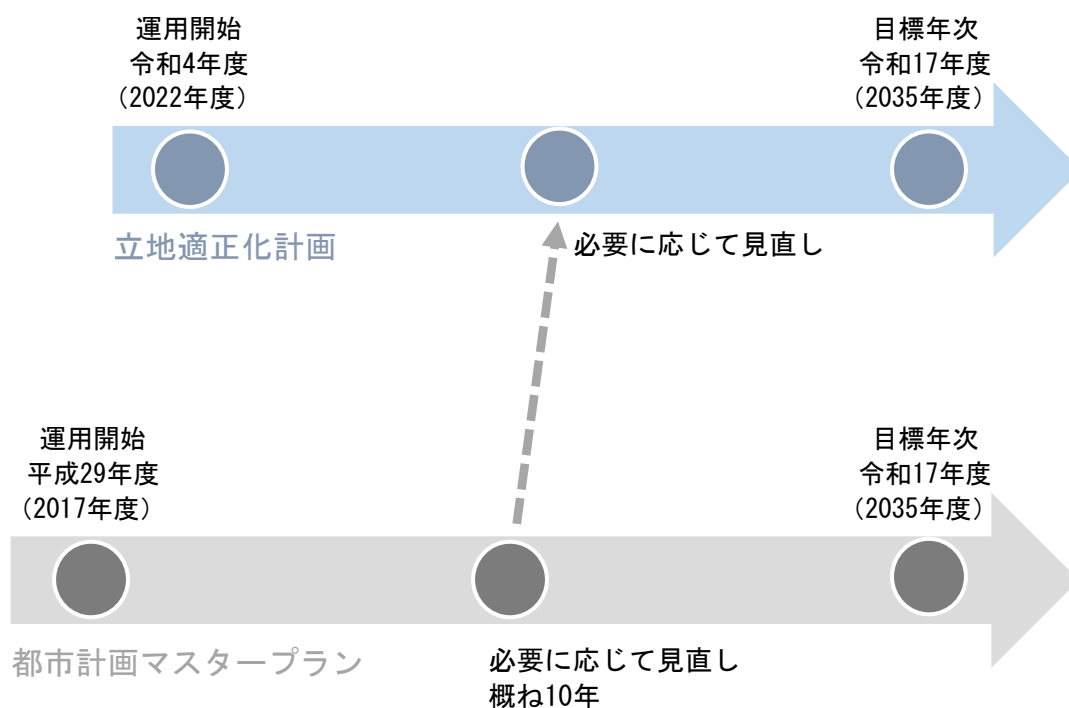 運用開始
令和4年度
（2022年度）
目標年次
令和17年度
（2035年度）
立地適正化計画
必要に応じて見直し
運用開始
平成29年度
（2017年度）
目標年次
令和17年度
（2035年度）
都市計画マスタープラン
必要に応じて見直し
概ね10年